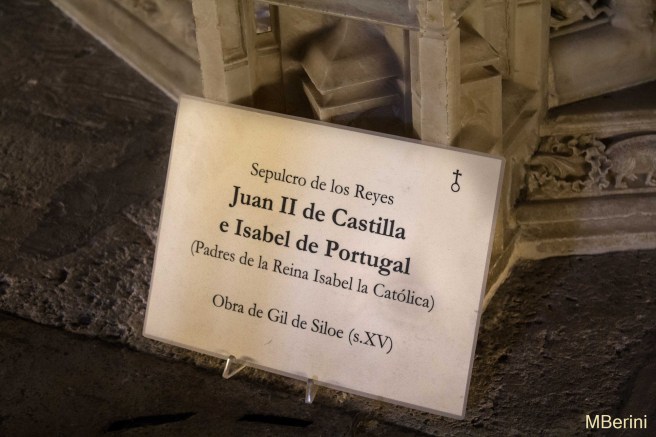 Sepulcro de los Reyes
Juan II de Castilla
e Isabel de Portugal
(Padres de la Reina Isabel la Católica)
Obra de Gil de Siloe (s.XV)
MBerini